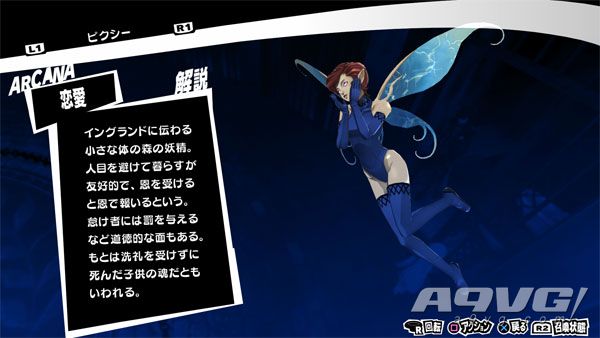 L1 ピクシー R1
ARCANA
恋愛
解説
イングランドに伝わる
小さな体の森の妖精。
人目を避けて暮らすが
友好的で、恩を受ける
と恩で報いるという。
怠け者には罰を与える
など道徳的な面もある。
もとは洗礼を受けずに
死んだ子供の魂だとも
いわれる。
A9VG!
R 回転 アクション 戻る R2 召喚状態